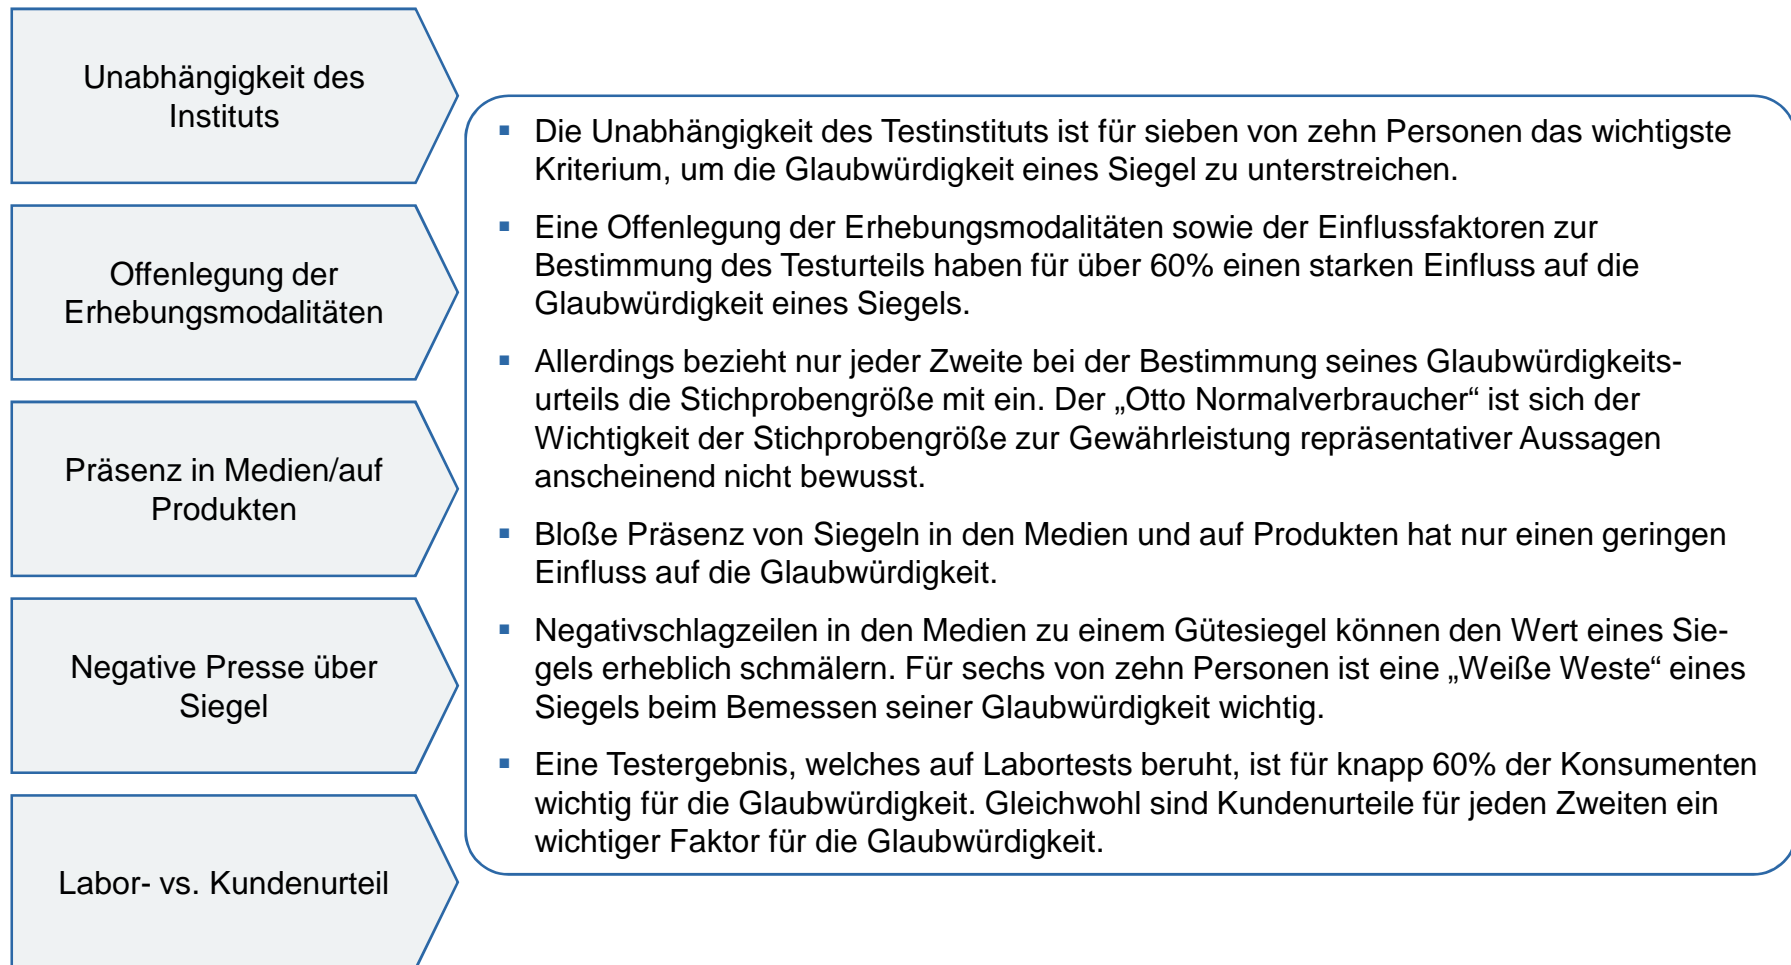 Unabhängigkeit des
Instituts
Offenlegung der
Erhebungsmodalitäten
Präsenz in Medien/auf
Produkten
Negative Presse über
Siegel
Labor- vs. Kundenurteil
▪ Die Unabhängigkeit des Testinstituts ist für sieben von zehn Personen das wichtigste
Kriterium, um die Glaubwürdigkeit eines Siegel zu unterstreichen.
▪ Eine Offenlegung der Erhebungsmodalitäten sowie der Einflussfaktoren zur
Bestimmung des Testurteils haben für über 60% einen starken Einfluss auf die
Glaubwürdigkeit eines Siegels.
▪ Allerdings bezieht nur jeder Zweite bei der Bestimmung seines Glaubwürdigkeits-
urteils die Stichprobengröße mit ein. Der „Otto Normalverbraucher“ ist sich der
Wichtigkeit der Stichprobengröße zur Gewährleistung repräsentativer Aussagen
anscheinend nicht bewusst.
▪ Bloße Präsenz von Siegeln in den Medien und auf Produkten hat nur einen geringen
Einfluss auf die Glaubwürdigkeit.
▪ Negativschlagzeilen in den Medien zu einem Gütesiegel können den Wert eines Sie-
gels erheblich schmälern. Für sechs von zehn Personen ist eine „Weiße Weste“ eines
Siegels beim Bemessen seiner Glaubwürdigkeit wichtig.
▪ Eine Testergebnis, welches auf Labortests beruht, ist für knapp 60% der Konsumenten
wichtig für die Glaubwürdigkeit. Gleichwohl sind Kundenurteile für jeden Zweiten ein
wichtiger Faktor für die Glaubwürdigkeit.